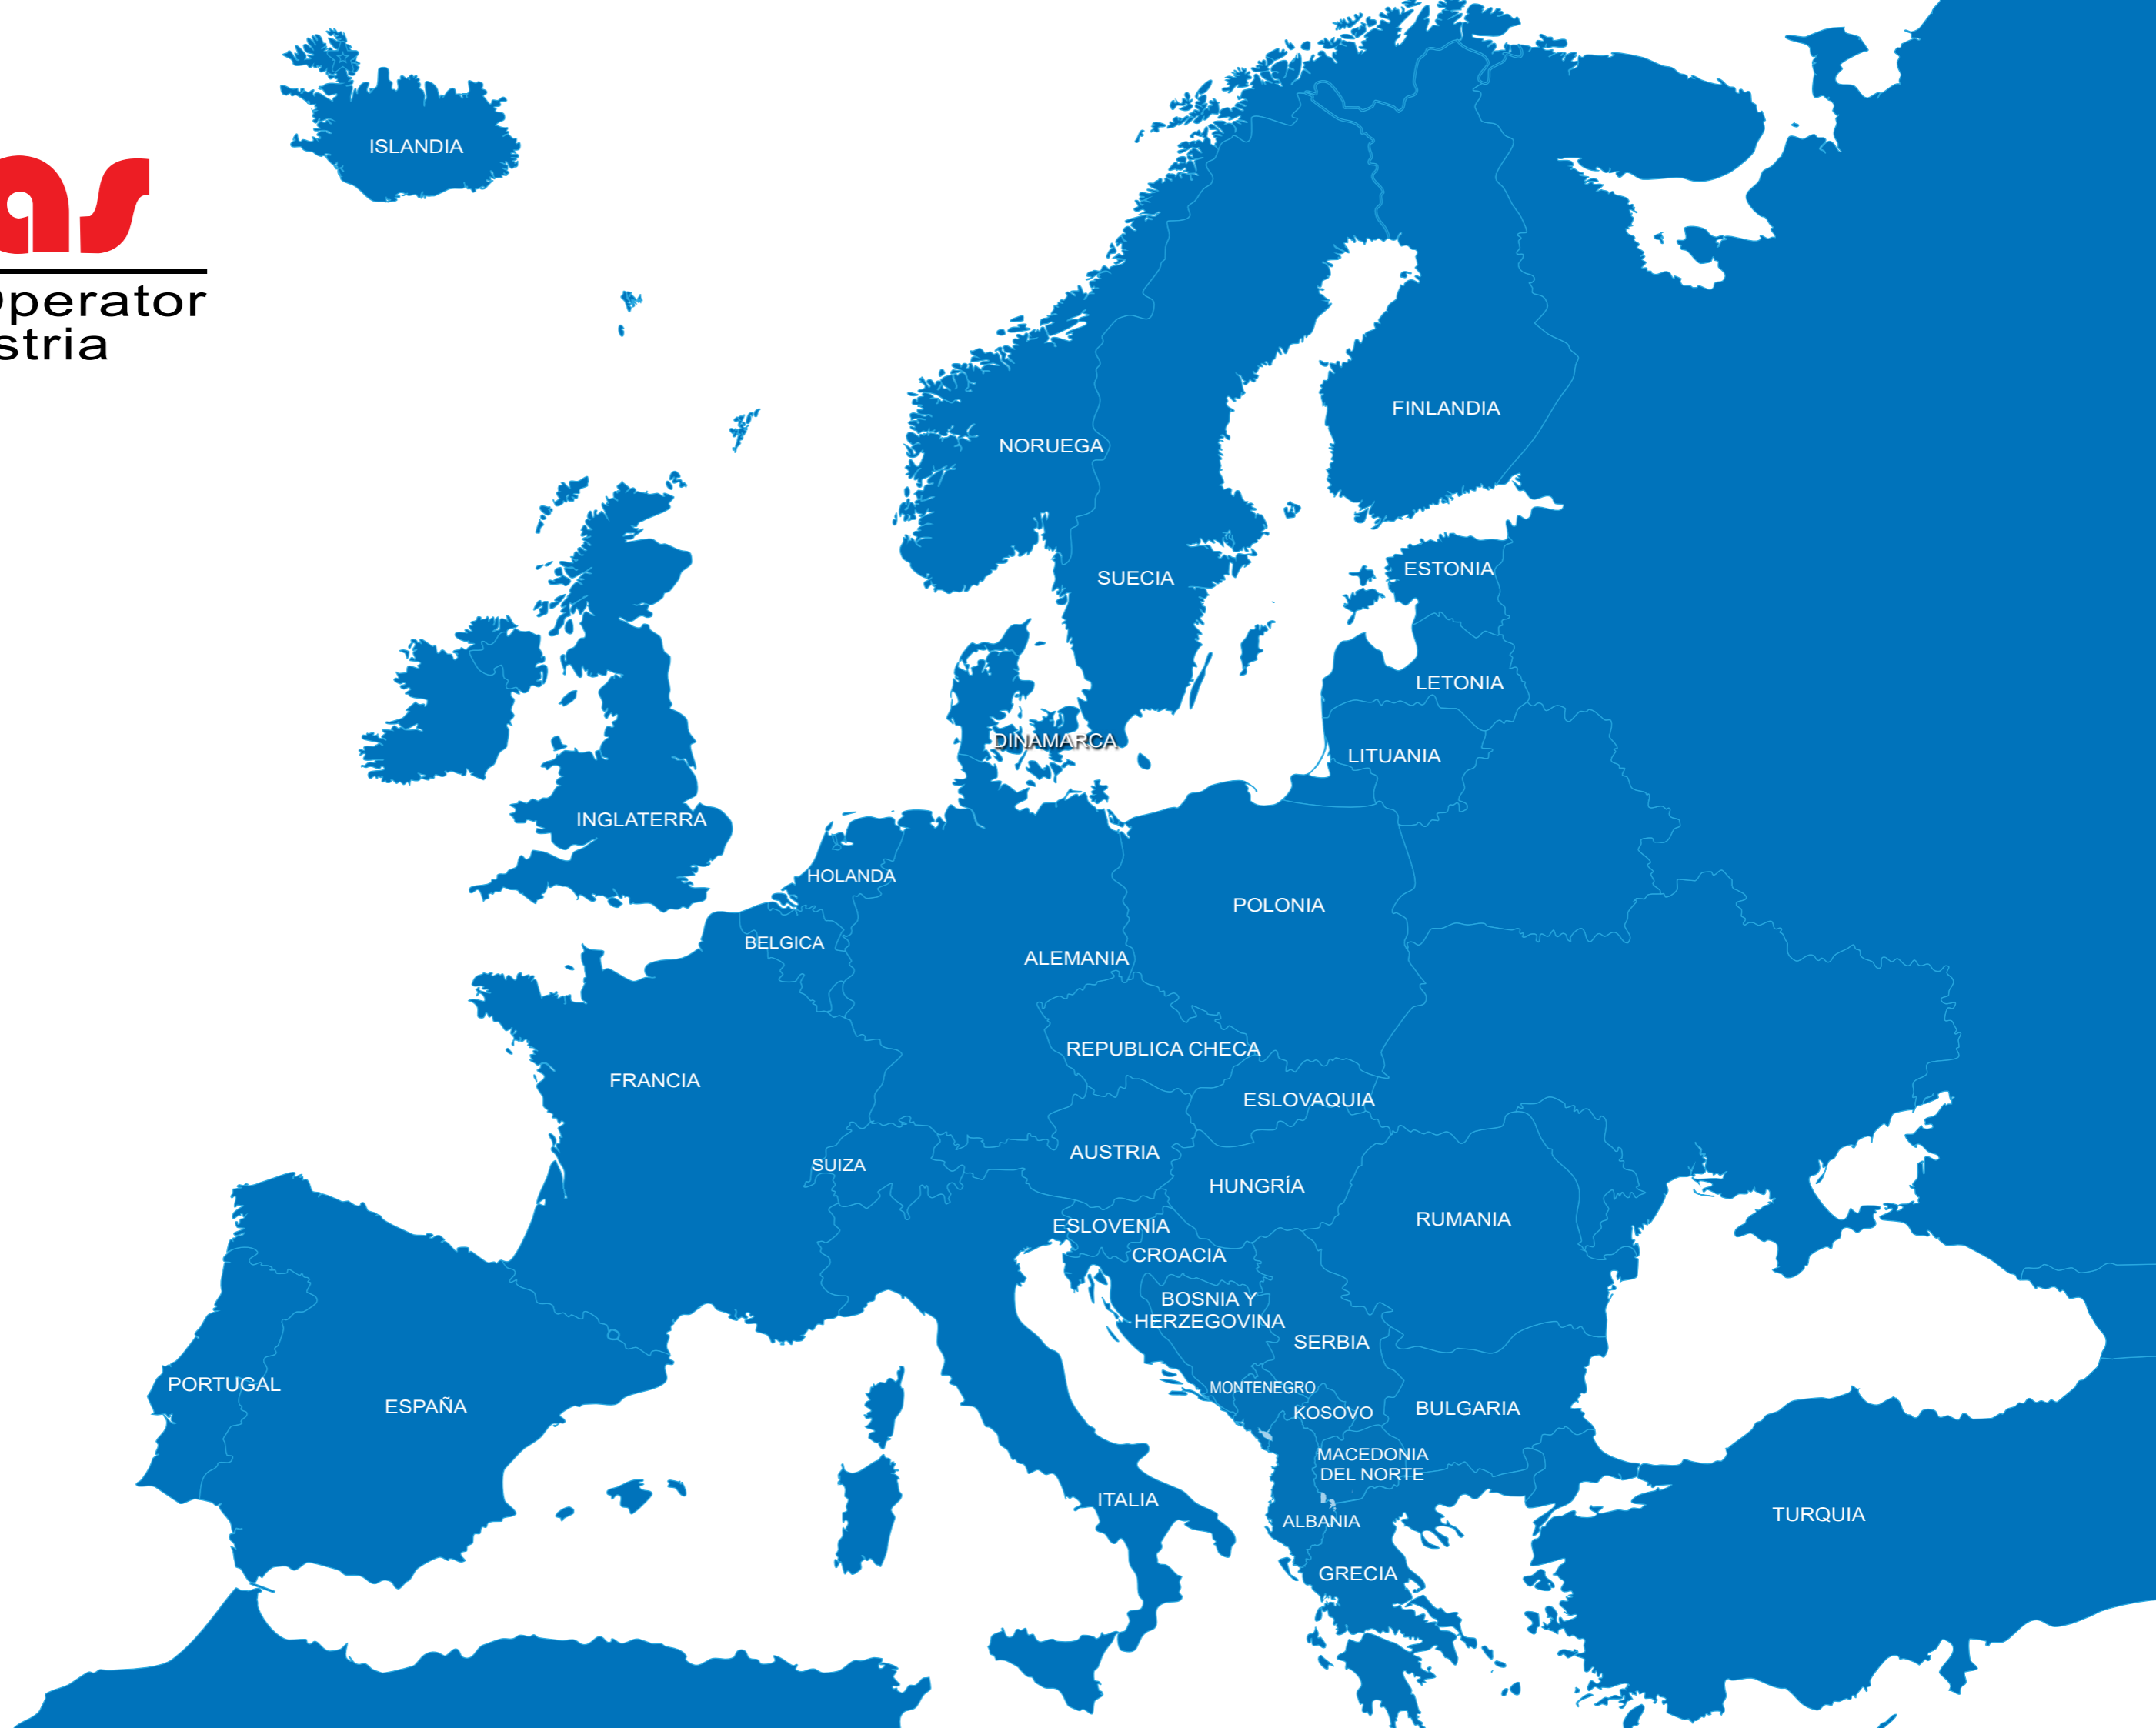 as
Operator
stria
ISLANDIA
FINLANDIA
NORUEGA
ESTONIA
SUECIA
LETONIA
DINAMARCA
LITUANIA
INGLATERRA
HOLANDA
POLONIA
BELGICA
ALEMANIA
REPUBLICA CHECA
FRANCIA
ESLOVAQUIA
AUSTRIA
SUIZA
HUNGRÍA
RUMANIA
ESLOVENIA
CROACIA
BOSNIA Y
HERZEGOVINA
SERBIA
PORTUGAL
MONTENEGRO
ESPAÑA
BULGARIA
KOSOVO
MACEDONIA
DEL NORTE
ITALIA
TURQUIA
ALBANIA
GRECIA